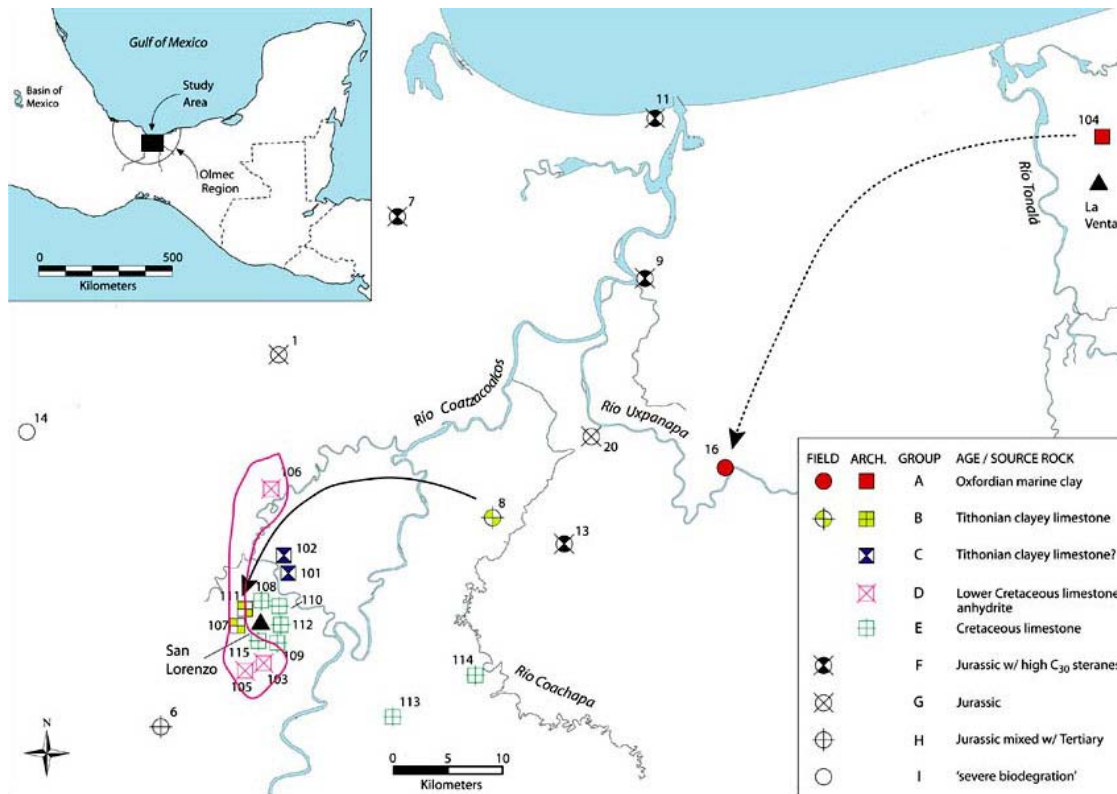 Gulf of Mexico
Basin of
Mexico
Study
Area
Olmec
Region
0 500
Kilometers
11
104
7
La
Venta
Río Tonalá
9
1
14
Río Coatzacoalcos
Río Uxpanapa
20
16
106
8
13
102
101
108
111
110
107
112
San
Lorenzo
115
109
105
103
114
Río Coachapa
113
6
N
0 5 10
Kilometers
FIELD ARCH. GROUP AGE / SOURCE ROCK
A Oxfordian marine clay
B Tithonian clayey limestone
C Tithonian clayey limestone?
D Lower Cretaceous limestone
anhydrite
E Cretaceous limestone
F Jurassic w/ high C30 steranes
G Jurassic
H Jurassic mixed w/ Tertiary
I 'severe biodegration'